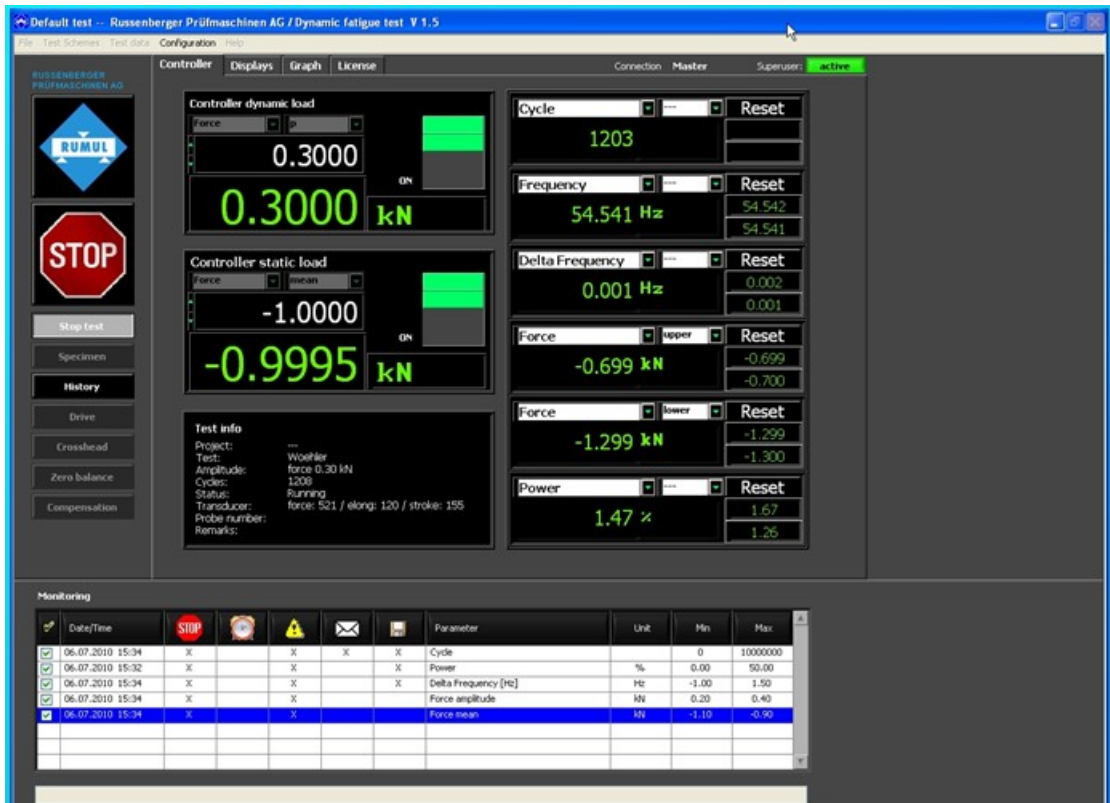 Default test -- Russenberger Prüfmaschinen AG / Dynamic fatigue test V 1.5
File Test Schemes Test data Configuration Help
RUSSENBERGER
PRÜFMASCHINEN AG
RUMUL
STOP
Stop test
Specimen
History
Drive
Crosshead
Zero balance
Compensation
Controller Displays Graph License Connection Master Superuser: active
Controller dynamic load
Force p
0.3000
ON
0.3000 kN
Controller static load
Force mean
-1.0000
ON
-0.9995 kN
Test info
Project: ---
Test: Woehler
Amplitude: force 0.30 kN
Cycles: 1208
Status: Running
Transducer: force: 521 / elong: 120 / stroke: 155
Probe number:
Remarks:
Cycle --- Reset
1203
Frequency --- Reset
54.541 Hz
54.542
54.541
Delta Frequency --- Reset
0.001 Hz
0.002
0.001
Force upper Reset
-0.699 kN
-0.699
-0.700
Force lower Reset
-1.299 kN
-1.299
-1.300
Power --- Reset
1.47 %
1.67
1.26
Monitoring
Date/Time STOP Parameter Unit Min Max
06.07.2010 15:34 X X X X Cycle 0 10000000
06.07.2010 15:32 X X X Power % 0.00 50.00
06.07.2010 15:34 X X X Delta Frequency [Hz] Hz -1.00 1.50
06.07.2010 15:34 X X Force amplitude kN 0.20 0.40
06.07.2010 15:34 X X Force mean kN -1.10 -0.90